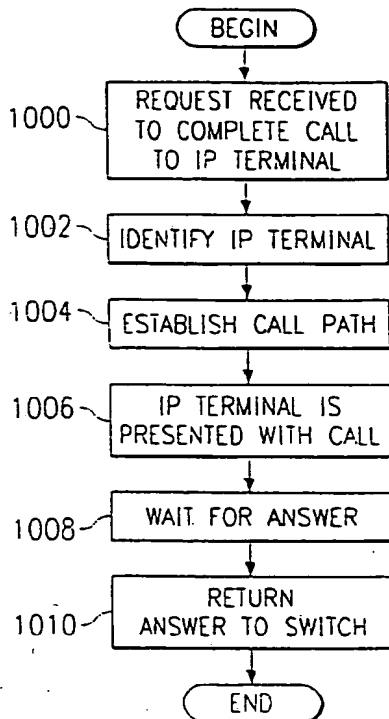 BEGIN
1000
REQUEST RECEIVED
TO COMPLETE CALL
TO IP TERMINAL
1002
IDENTIFY IP TERMINAL
1004
ESTABLISH CALL PATH
1006
IP TERMINAL IS
PRESENTED WITH CALL
1008
WAIT FOR ANSWER
1010
RETURN
ANSWER TO SWITCH
END